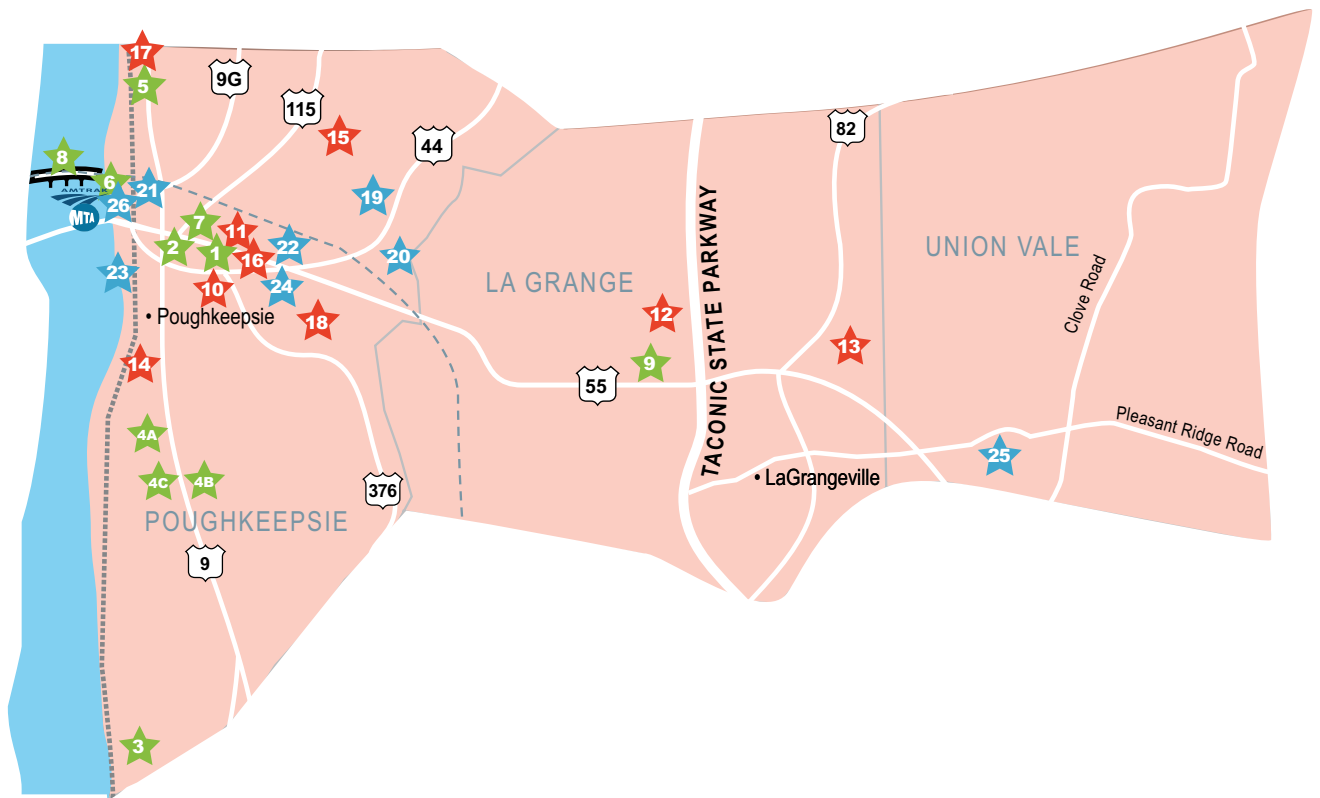 17
5
9G
115
15
44
82
8
6
AMTRAK
21
26
MTA
19
7
11
2
1
16
22
20
23
10
24
• Poughkeepsie
18
14
LA GRANGE
12
9
55
TACONIC STATE PARKWAY
13
UNION VALE
Clove Road
Pleasant Ridge Road
25
• LaGrangeville
4A
4C
4B
376
POUGHKEEPSIE
9
3